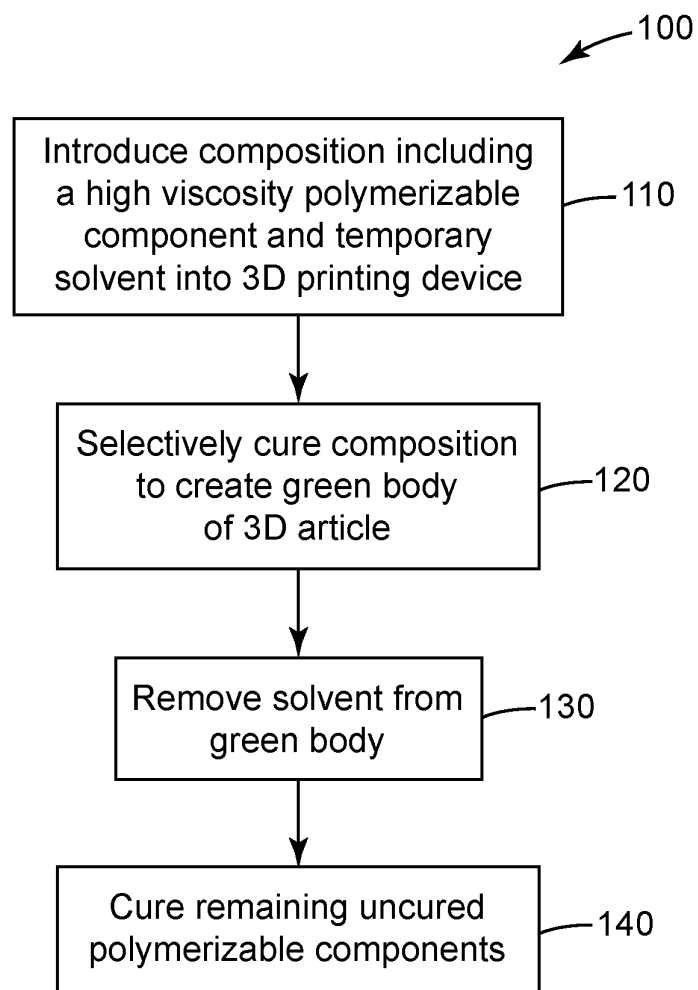 100
Introduce composition including
a high viscosity polymerizable
component and temporary
solvent into 3D printing device
110
Selectively cure composition
to create green body
of 3D article
120
Remove solvent from
green body
130
Cure remaining uncured
polymerizable components
140